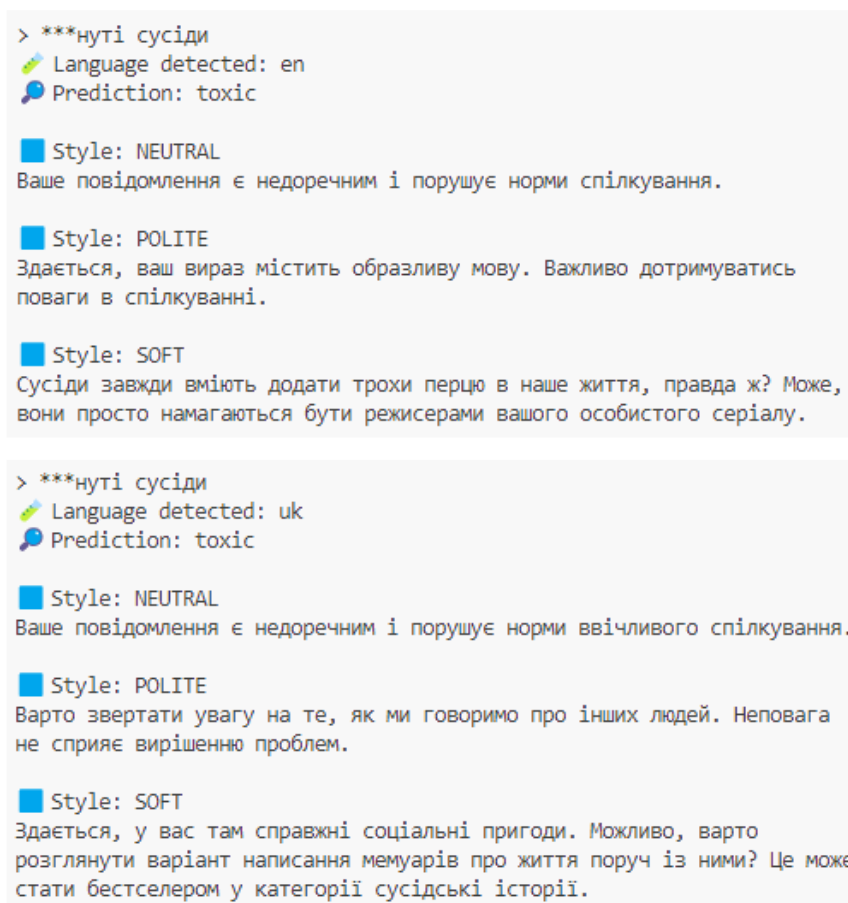 > ***нуті сусіди
Language detected: en
Prediction: toxic
Style: NEUTRAL
Ваше повідомлення є недоречним і порушує норми спілкування.
Style: POLITE
Здається, ваш вираз містить образливу мову. Важливо дотримуватись
поваги в спілкуванні.
Style: SOFT
Сусіди завжди вміють додати трохи перцю в наше життя, правда ж? Може,
вони просто намагаються бути режисерами вашого особистого серіалу.
> ***нуті сусіди
Language detected: uk
Prediction: toxic
Style: NEUTRAL
Ваше повідомлення є недоречним і порушує норми ввічливого спілкування.
Style: POLITE
Варто звертати увагу на те, як ми говоримо про інших людей. Неповага
не сприяє вирішенню проблем.
Style: SOFT
Здається, у вас там справжні соціальні пригоди. Можливо, варто
розглянути варіант написання мемуарів про життя поруч із ними? Це може
стати бестселером у категорії сусідські історії.